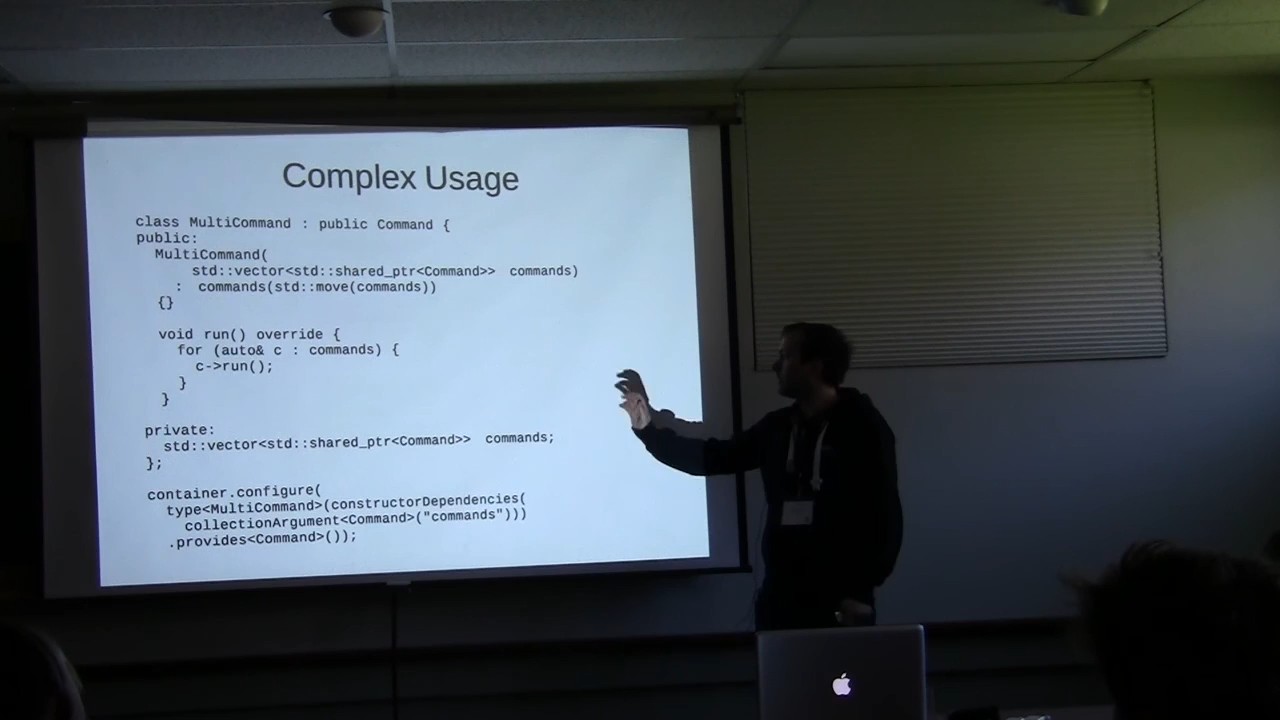 Complex Usage
class MultiCommand : public Command {
public:
MultiCommand(
std::vector<std::shared_ptr<Command>> commands)
: commands(std::move(commands))
{}
void run() override {
for (auto& c : commands) {
c->run();
}
}
private:
std::vector<std::shared_ptr<Command>> commands;
};
container.configure(
type<MultiCommand>(constructorDependencies(
collectionArgument<Command>("commands")))
.provides<Command>());